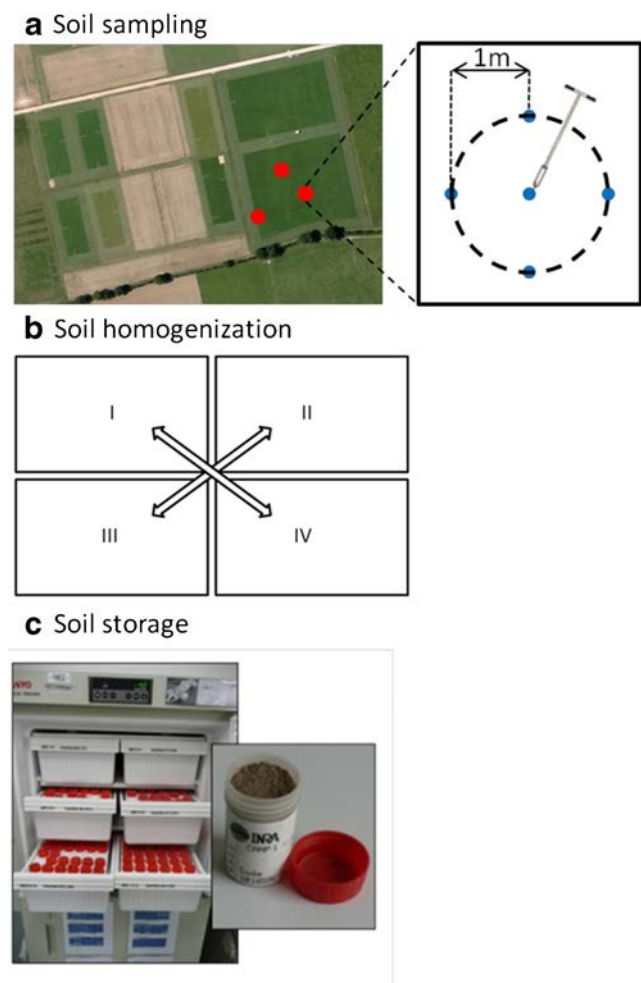 a Soil sampling
1m
b Soil homogenization
I
II
III
IV
c Soil storage
INRA